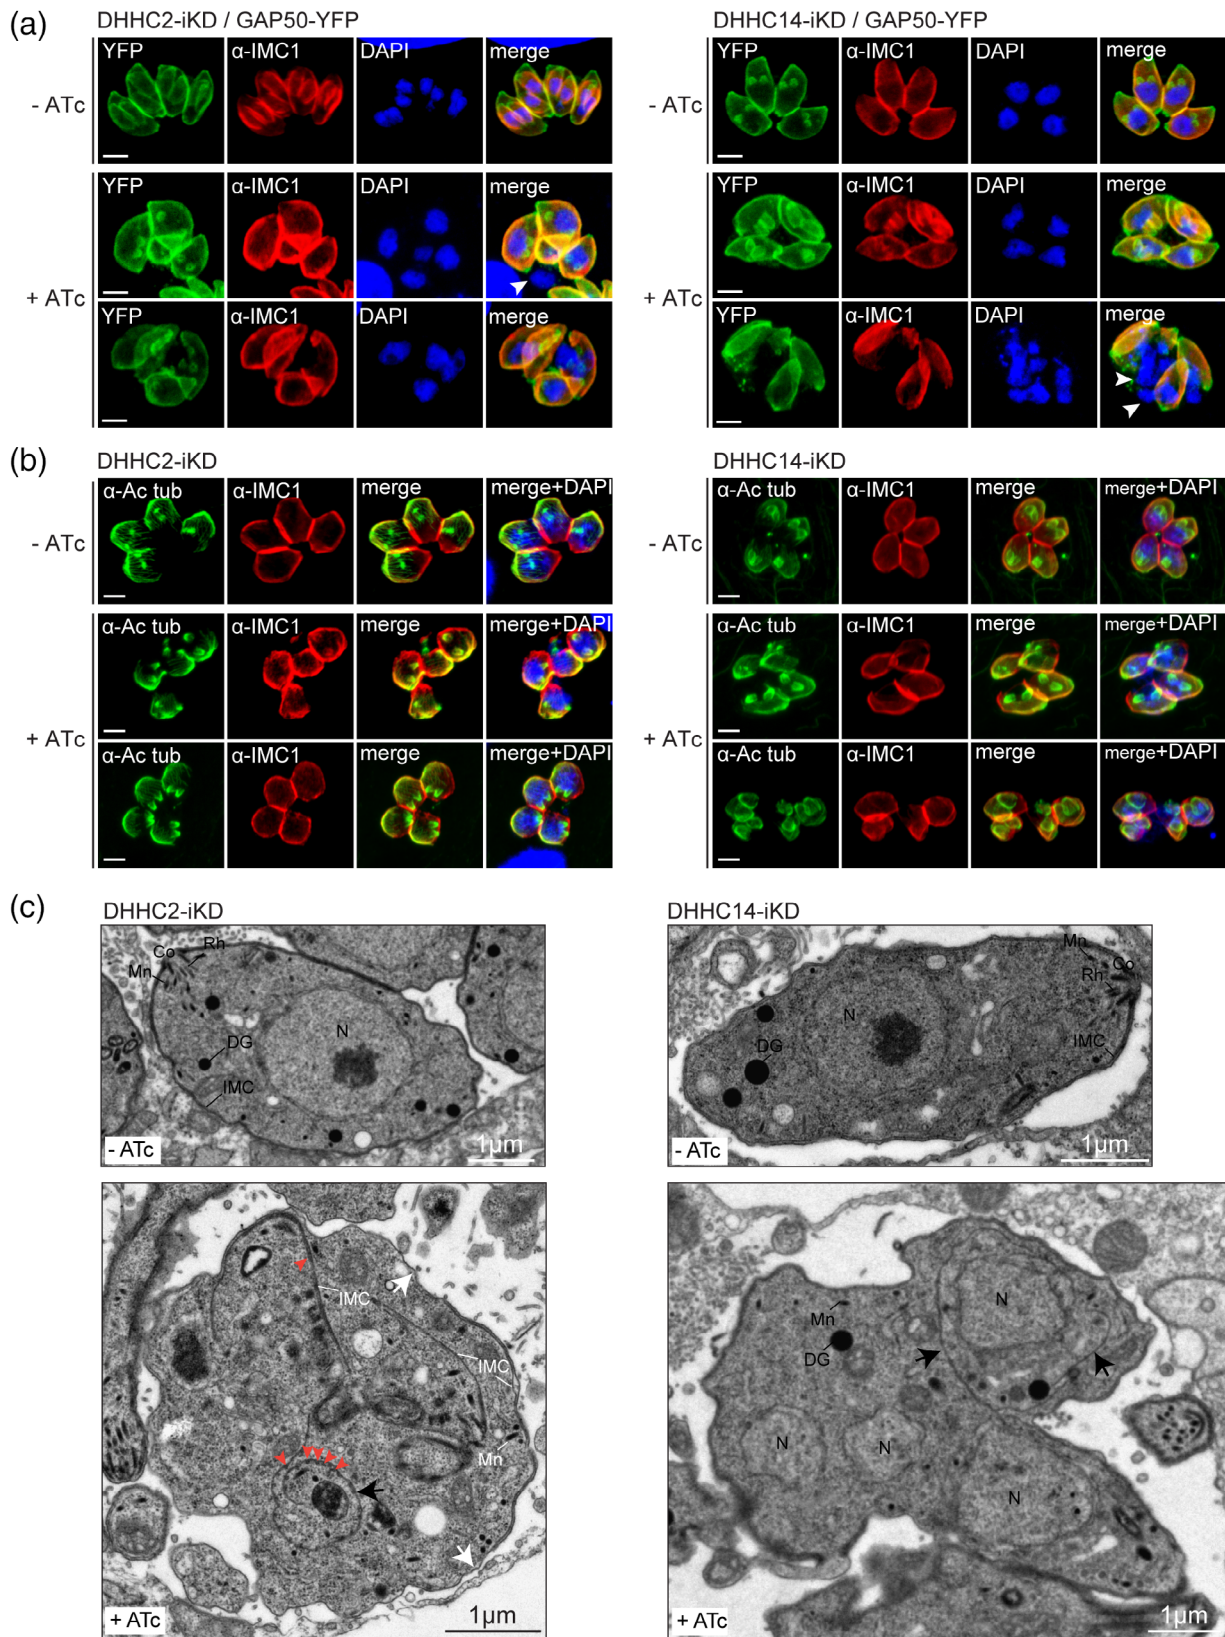 (a)
DHHC2-iKD / GAP50-YFP
DHHC14-iKD / GAP50-YFP
- ATc
YFP α-IMC1 DAPI merge
- ATc
YFP α-IMC1 DAPI merge
+ ATc
YFP α-IMC1 DAPI merge
YFP α-IMC1 DAPI merge
+ ATc
YFP α-IMC1 DAPI merge
YFP α-IMC1 DAPI merge
(b)
DHHC2-iKD
DHHC14-iKD
- ATc
α-Ac tub α-IMC1 merge merge+DAPI
- ATc
α-Ac tub α-IMC1 merge merge+DAPI
+ ATc
α-Ac tub α-IMC1 merge merge+DAPI
α-Ac tub α-IMC1 merge merge+DAPI
+ ATc
α-Ac tub α-IMC1 merge merge+DAPI
α-Ac tub α-IMC1 merge merge+DAPI
(c)
DHHC2-iKD
Co
Rh
Mn
N
DG
IMC
- ATc
1µm
DHHC14-iKD
Mn
Co
Rh
N
DG
IMC
- ATc
1µm
IMC
IMC
Mn
+ ATc
1µm
N
Mn
DG
N
N
N
+ ATc
1µm